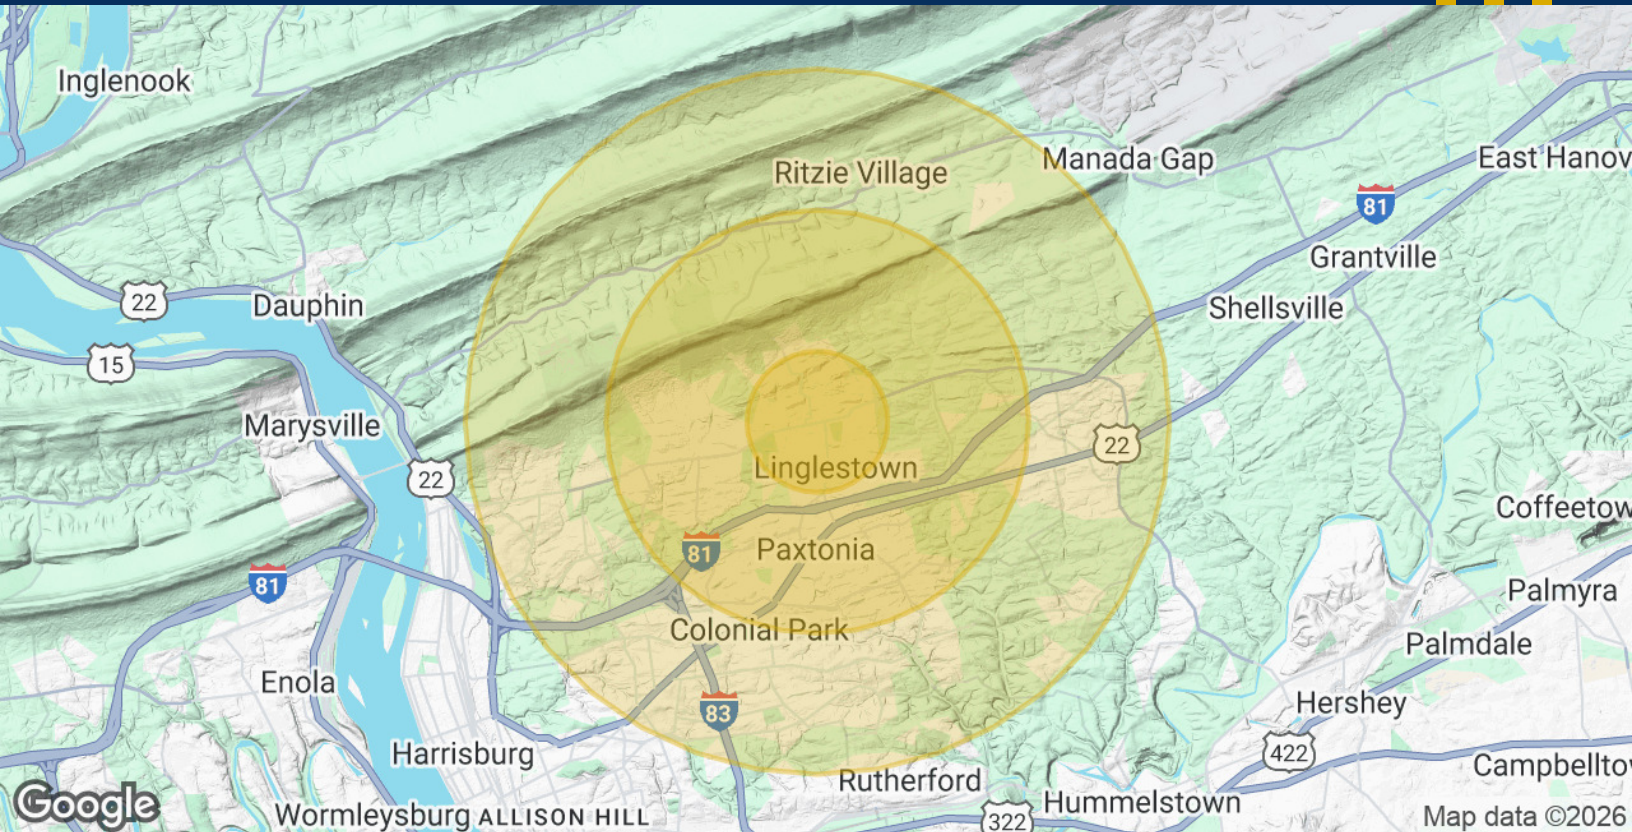 Inglenook
Ritzie Village
Manada Gap
East Hanov
81
Grantville
22
Dauphin
Shellsville
15
Marysville
22
22
Linglestown
Coffeetow
81
Paxtonia
81
Palmyra
Colonial Park
Palmdale
Enola
Hershey
83
Harrisburg
422
Campbellto
Rutherford
Google
Wormleysburg
ALLISON HILL
322
Hummelstown
Map data ©2026